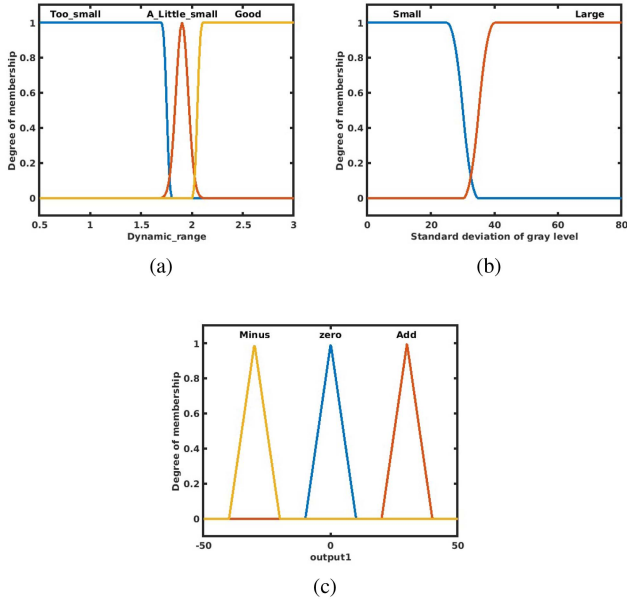 Too_small A_Little_small Good
1
0.8
0.6
0.4
0.2
0
Degree of membership
0.5 1 1.5 2 2.5 3
Dynamic_range
(a)
Small Large
1
0.8
0.6
0.4
0.2
0
Degree of membership
0 20 40 60 80
Standard deviation of gray level
(b)
Minus zero Add
1
0.8
0.6
0.4
0.2
0
Degree of membership
-50 0 50
output1
(c)